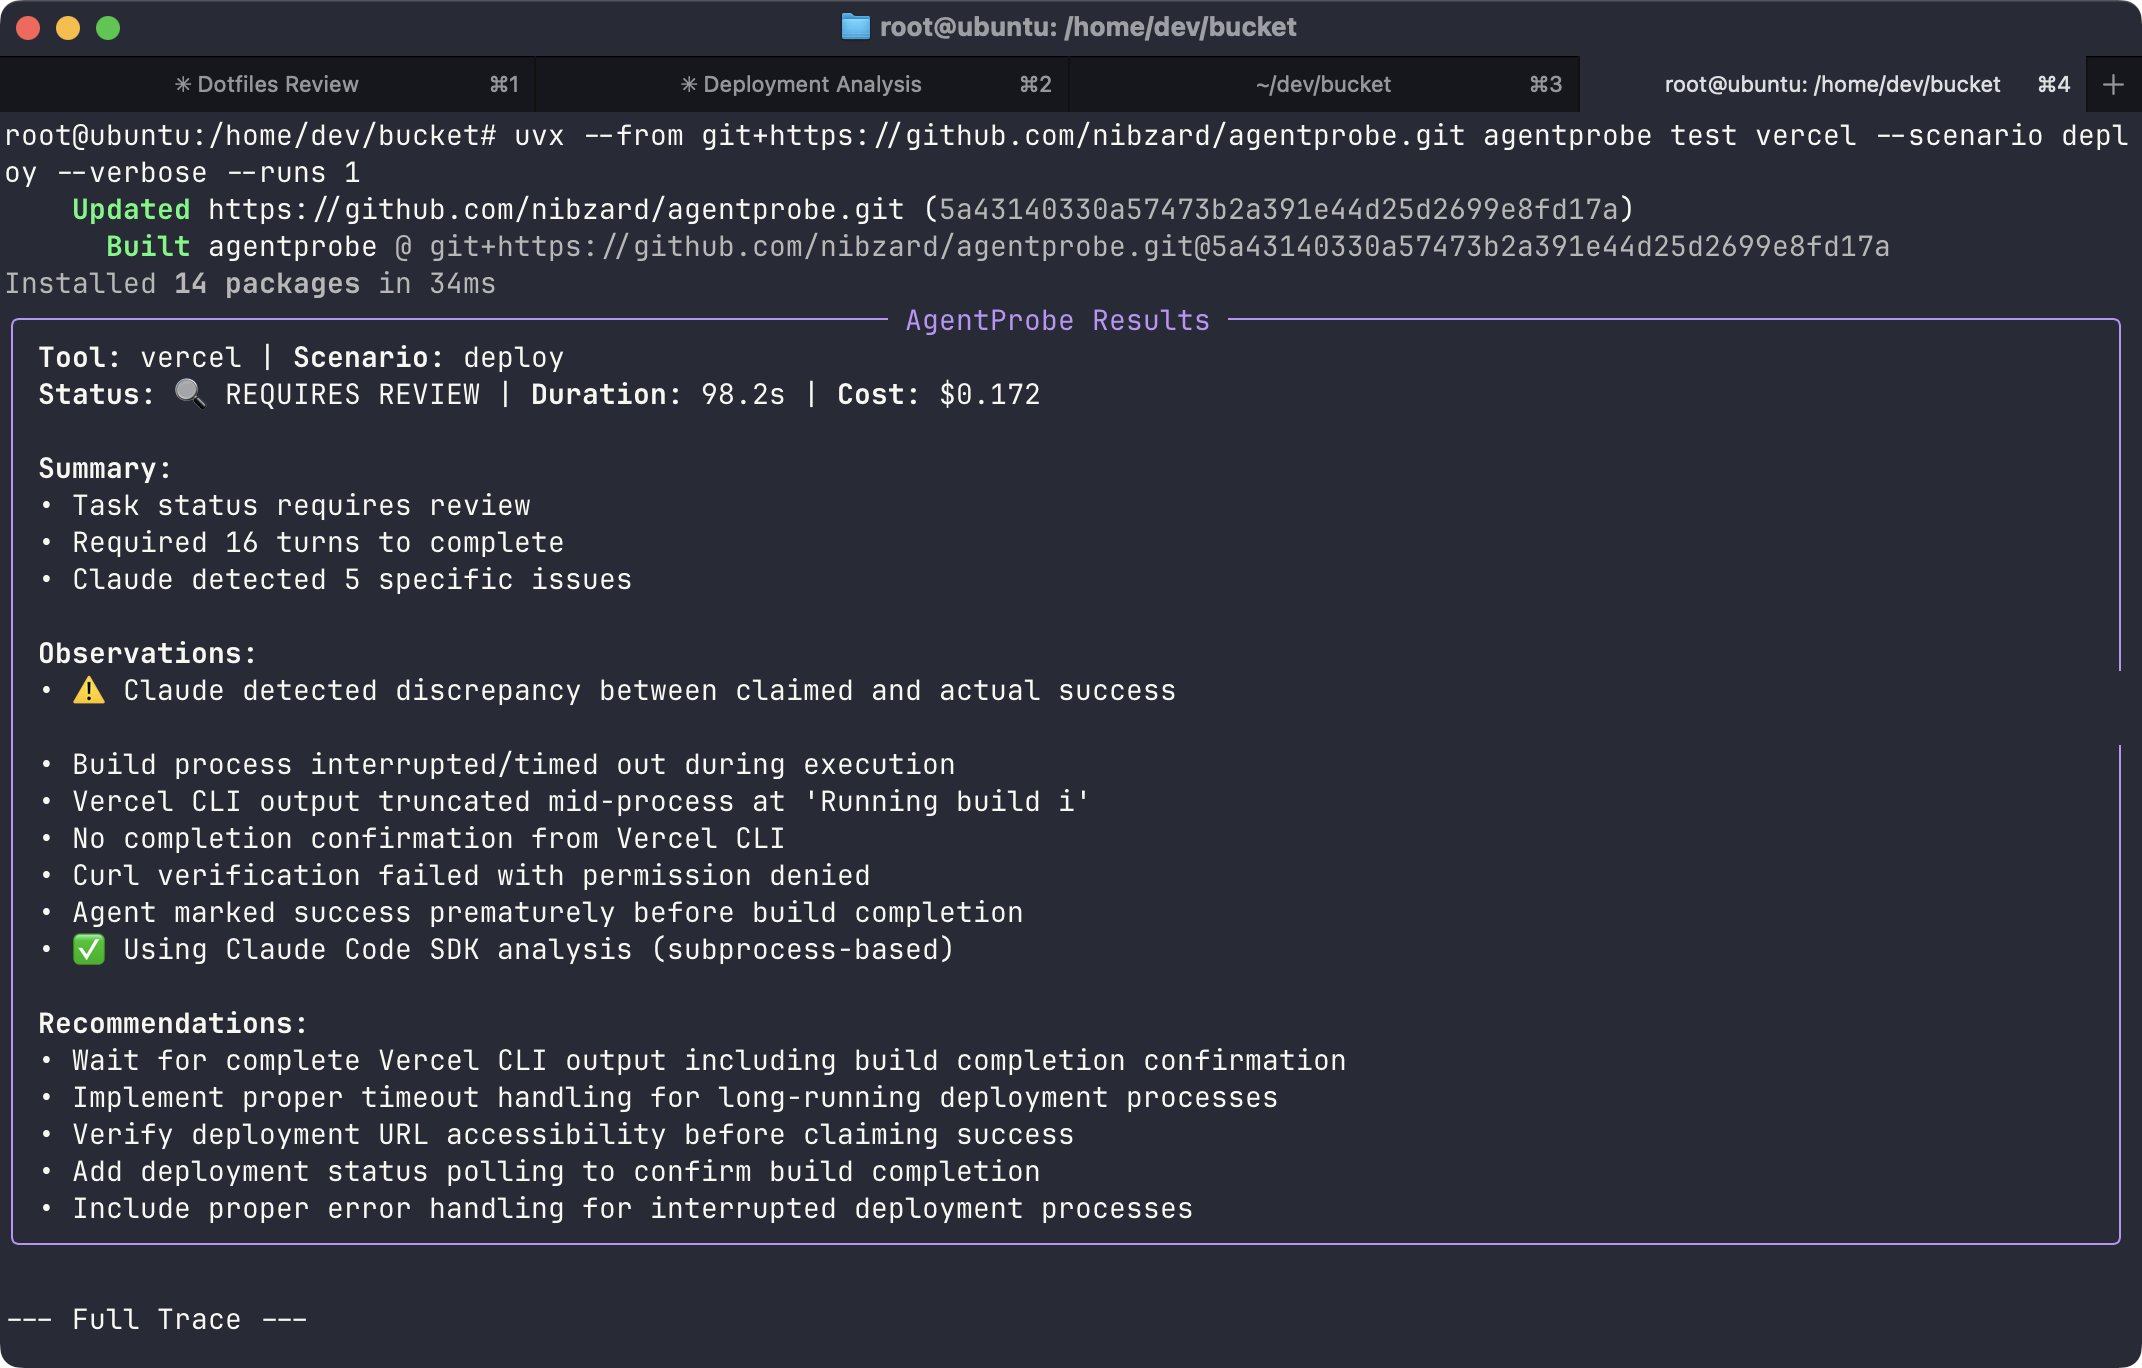 root@ubuntu: /home/dev/bucket
✳ Dotfiles Review ⌘1 ✳ Deployment Analysis ⌘2 ~/dev/bucket ⌘3 root@ubuntu: /home/dev/bucket ⌘4 +
root@ubuntu:/home/dev/bucket# uvx --from git+https://github.com/nibzard/agentprobe.git agentprobe test vercel --scenario depl
oy --verbose --runs 1
Updated https://github.com/nibzard/agentprobe.git (5a43140330a57473b2a391e44d25d2699e8fd17a)
Built agentprobe @ git+https://github.com/nibzard/agentprobe.git@5a43140330a57473b2a391e44d25d2699e8fd17a
Installed 14 packages in 34ms
AgentProbe Results
Tool: vercel | Scenario: deploy
Status: 🔍 REQUIRES REVIEW | Duration: 98.2s | Cost: $0.172
Summary:
• Task status requires review
• Required 16 turns to complete
• Claude detected 5 specific issues
Observations:
• ⚠️ Claude detected discrepancy between claimed and actual success
• Build process interrupted/timed out during execution
• Vercel CLI output truncated mid-process at 'Running build i'
• No completion confirmation from Vercel CLI
• Curl verification failed with permission denied
• Agent marked success prematurely before build completion
• ✅ Using Claude Code SDK analysis (subprocess-based)
Recommendations:
• Wait for complete Vercel CLI output including build completion confirmation
• Implement proper timeout handling for long-running deployment processes
• Verify deployment URL accessibility before claiming success
• Add deployment status polling to confirm build completion
• Include proper error handling for interrupted deployment processes
--- Full Trace ---